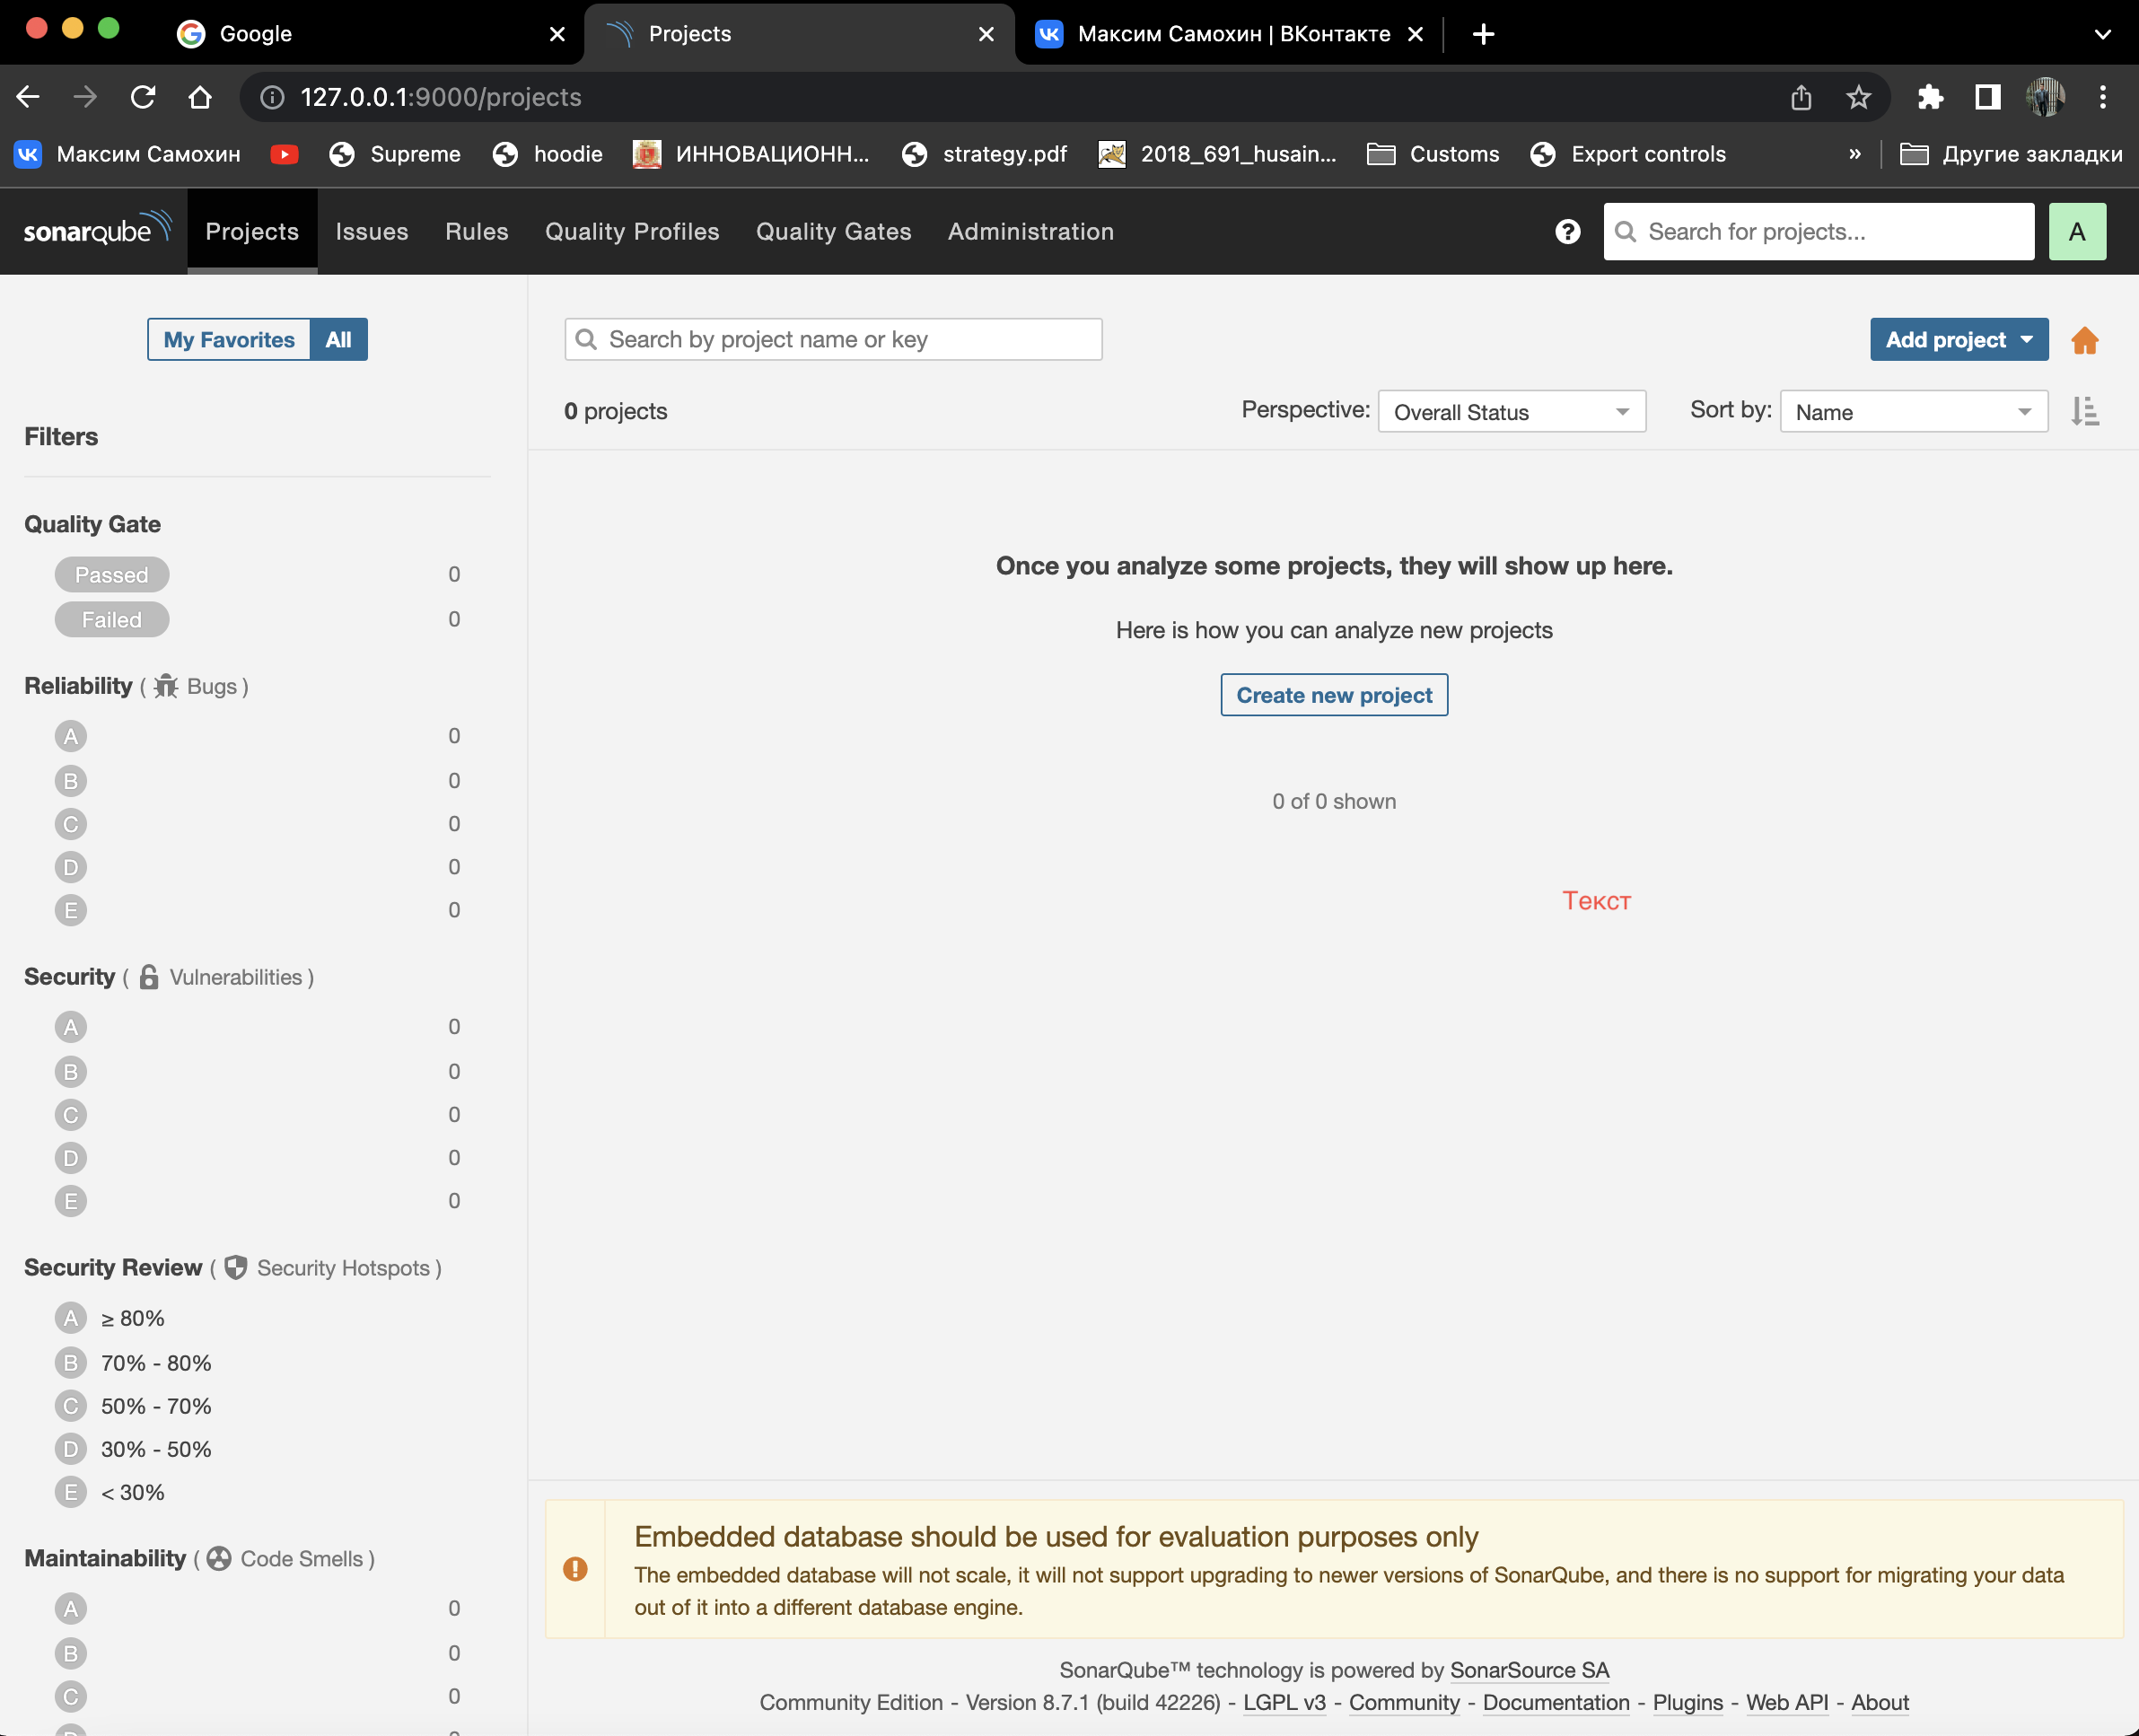 Google
Projects
Максим Самохин | ВКонтакте
127.0.0.1:9000/projects
Максим Самохин
Supreme
hoodie
ИННОВАЦИОНН...
strategy.pdf
2018_691_husain...
Customs
Export controls
»
Другие закладки
sonarqube
Projects
Issues
Rules
Quality Profiles
Quality Gates
Administration
Search for projects...
A
My Favorites
All
Search by project name or key
Add project
0 projects
Perspective:
Overall Status
Sort by:
Name
Filters
Quality Gate
Passed 0
Failed 0
Reliability ( Bugs )
A 0
B 0
C 0
D 0
E 0
Security ( Vulnerabilities )
A 0
B 0
C 0
D 0
E 0
Security Review ( Security Hotspots )
A ≥ 80%
B 70% - 80%
C 50% - 70%
D 30% - 50%
E < 30%
Maintainability ( Code Smells )
A 0
B 0
C 0
Once you analyze some projects, they will show up here.
Here is how you can analyze new projects
Create new project
0 of 0 shown
Текст
Embedded database should be used for evaluation purposes only
The embedded database will not scale, it will not support upgrading to newer versions of SonarQube, and there is no support for migrating your data
out of it into a different database engine.
SonarQube™ technology is powered by SonarSource SA
Community Edition - Version 8.7.1 (build 42226) - LGPL v3 - Community - Documentation - Plugins - Web API - About